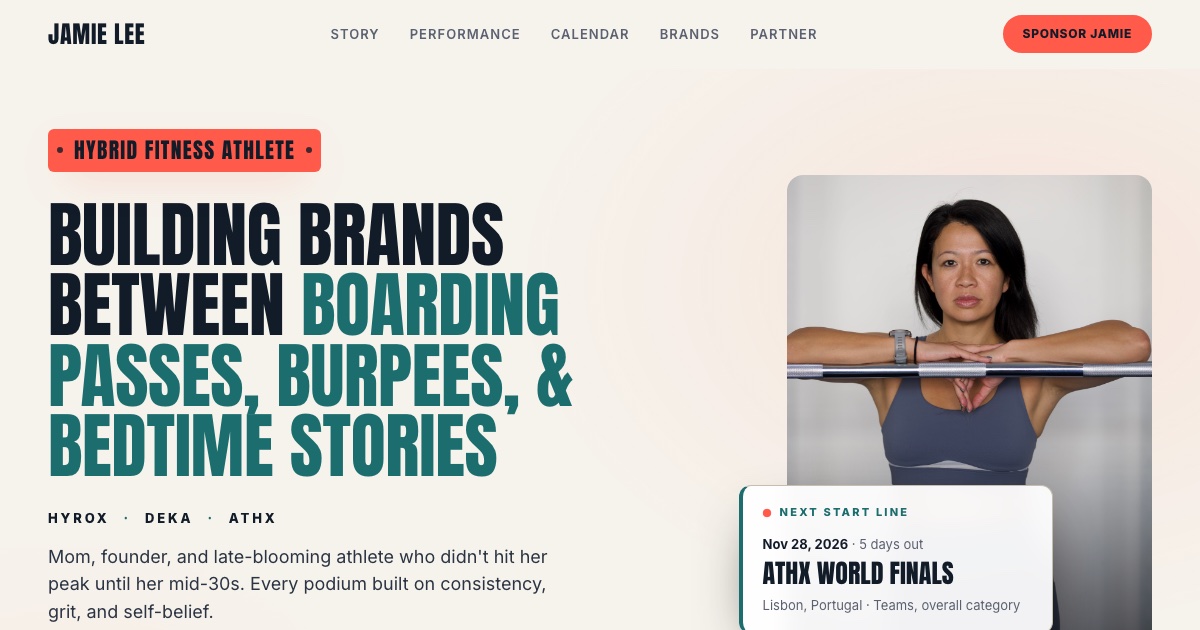 JAMIE LEE
STORY PERFORMANCE CALENDAR BRANDS PARTNER
SPONSOR JAMIE
• HYBRID FITNESS ATHLETE •
BUILDING BRANDS
BETWEEN BOARDING
PASSES, BURPEES, &
BEDTIME STORIES
HYROX · DEKA · ATHX
Mom, founder, and late-blooming athlete who didn't hit her
peak until her mid-30s. Every podium built on consistency,
grit, and self-belief.
NEXT START LINE
Nov 28, 2026 · 5 days out
ATHX WORLD FINALS
Lisbon, Portugal · Teams, overall category